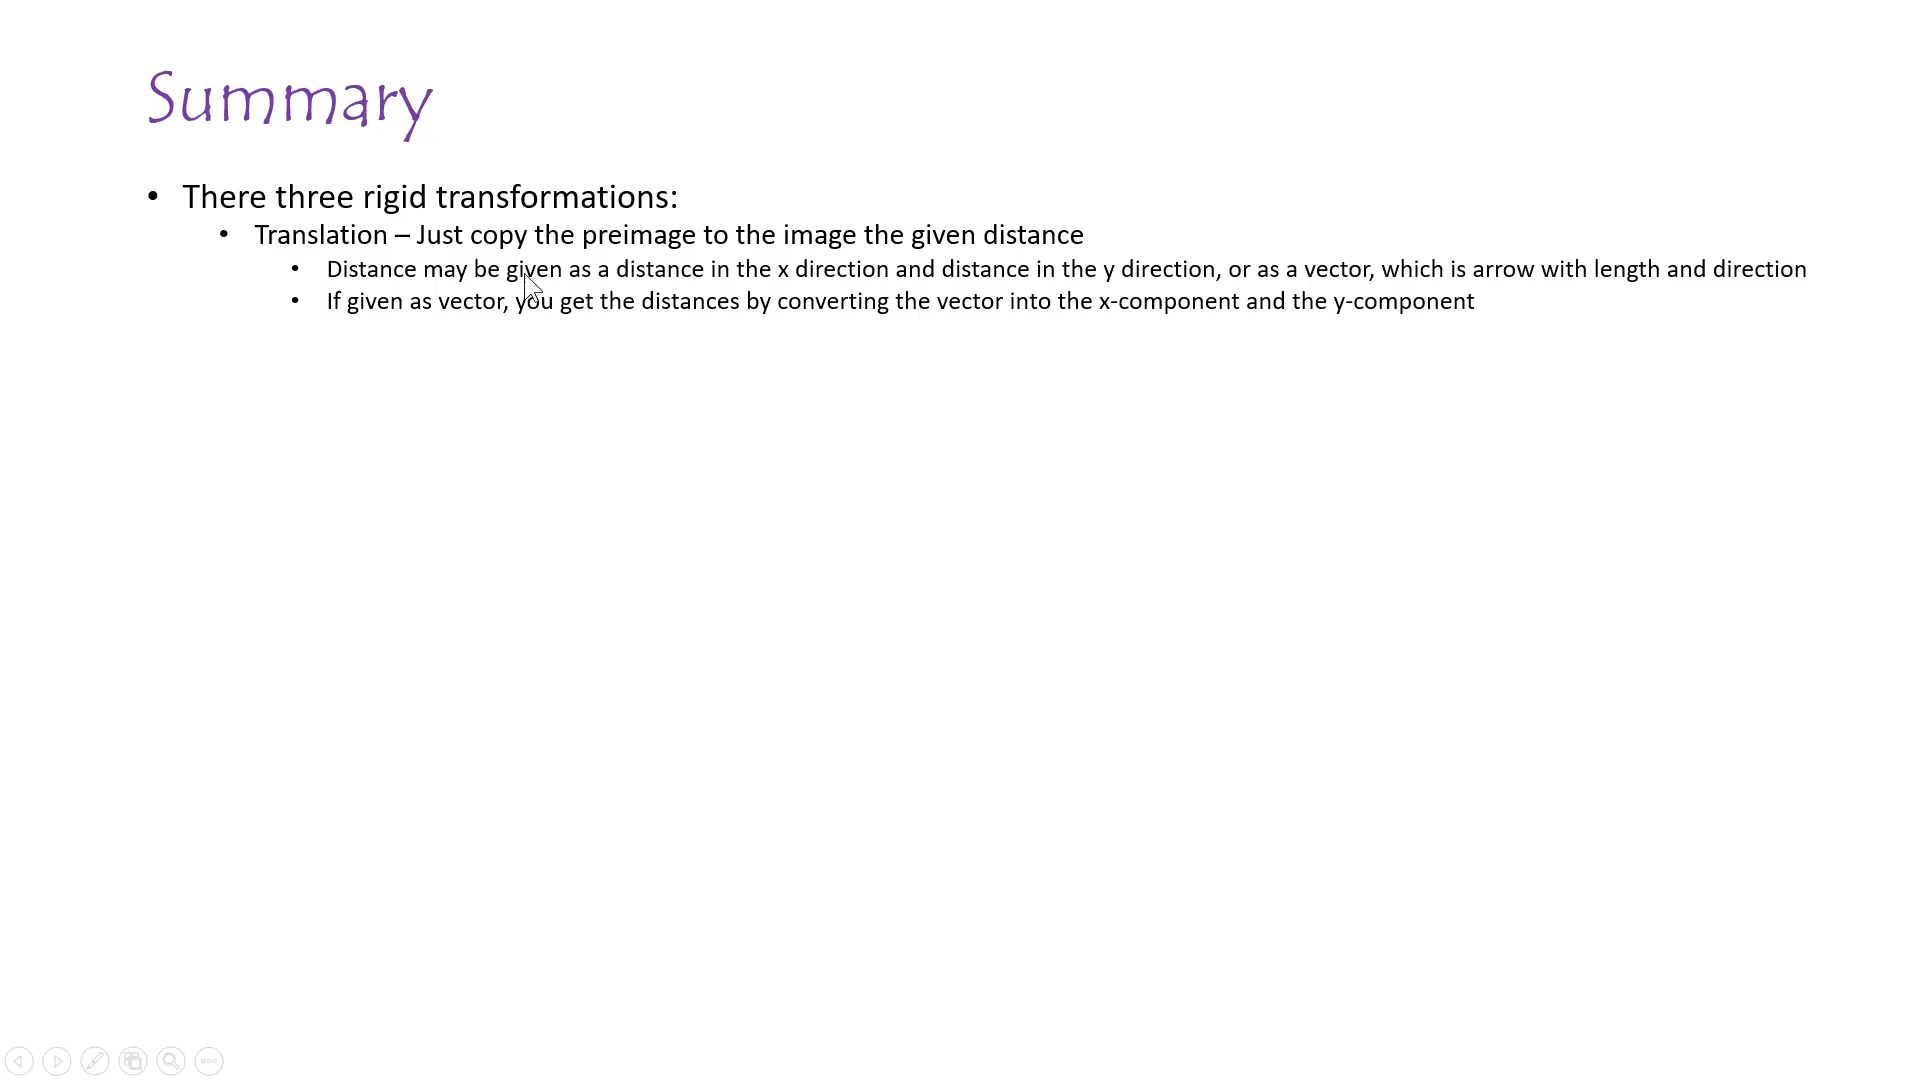 Summary
• There three rigid transformations:
• Translation – Just copy the preimage to the image the given distance
• Distance may be given as a distance in the x direction and distance in the y direction, or as a vector, which is arrow with length and direction
• If given as vector, you get the distances by converting the vector into the x-component and the y-component